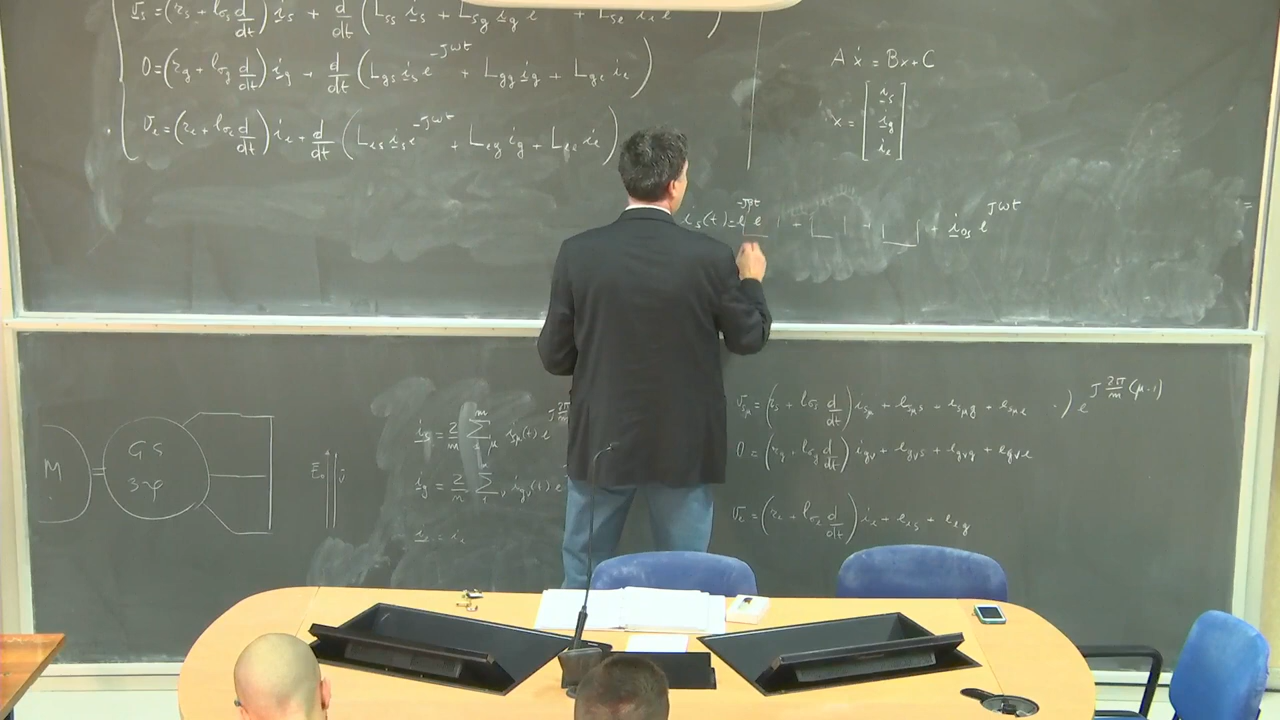 v_s = (r_s + l_σs d/dt) i_s + d/dt (L_ss i_s + L_sg i_g e + L_se i_e e )
0 = (r_g + l_σg d/dt) i_g + d/dt (L_gs i_s e^{-jωt} + L_gg i_g + L_ge i_e)
v_e = (r_e + l_σe d/dt) i_e + d/dt (L_es i_s e^{-jωt} + L_eg i_g + L_ee i_e)
A ẋ = Bx + C
x = [ i_s
i_g
i_e ]
i_s(t) = e + + + i_0s e^{jωt}
M
GS
3φ
E_0 v
i_s = 2/m Σ i_sμ(t) e
i_g = 2/n Σ i_gν(t) e
i_e = i_e
v_sμ = (r_s + l_σs d/dt) i_sμ + e_sμs + e_sμg + e_sμe ) e^{j 2π/m (μ-1)}
0 = (r_g + l_σg d/dt) i_gν + e_gνs + e_gνg + e_gνe
v_e = (r_e + l_σe d/dt) i_e + e_es + e_eg